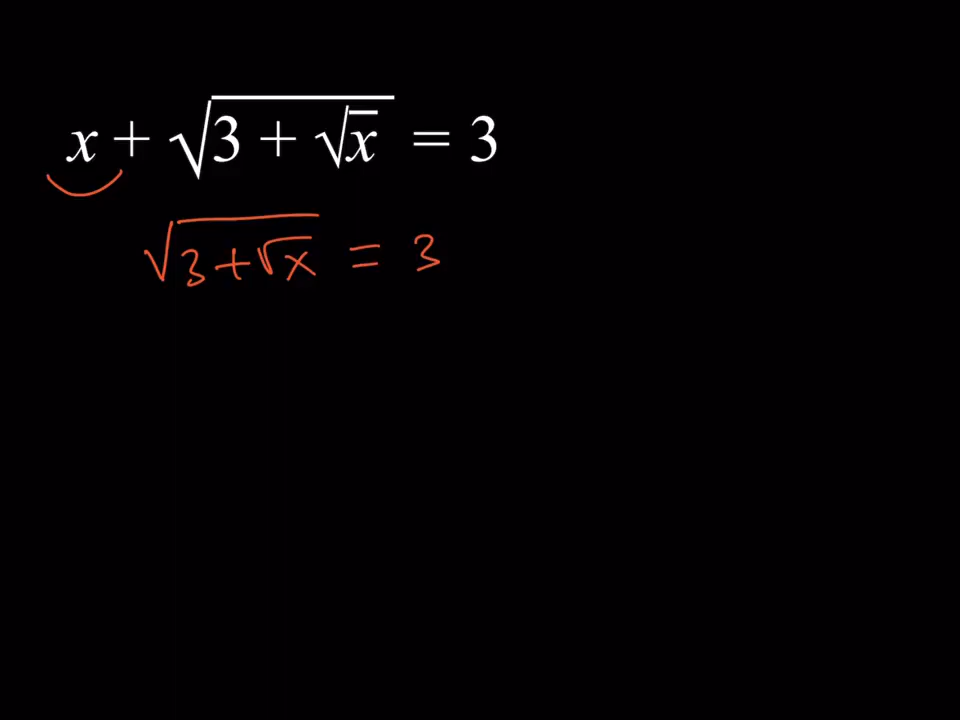 x + √(3 + √x) = 3
√(3+√x) = 3